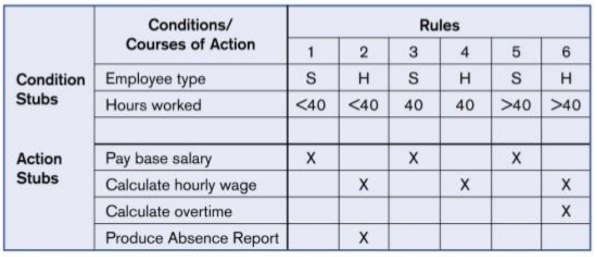 Conditions/ Rules
Courses of Action 1 2 3 4 5 6
Condition Employee type S H S H S H
Stubs Hours worked <40 <40 40 40 >40 >40
Action Pay base salary X X X
Stubs Calculate hourly wage X X X
Calculate overtime X
Produce Absence Report X